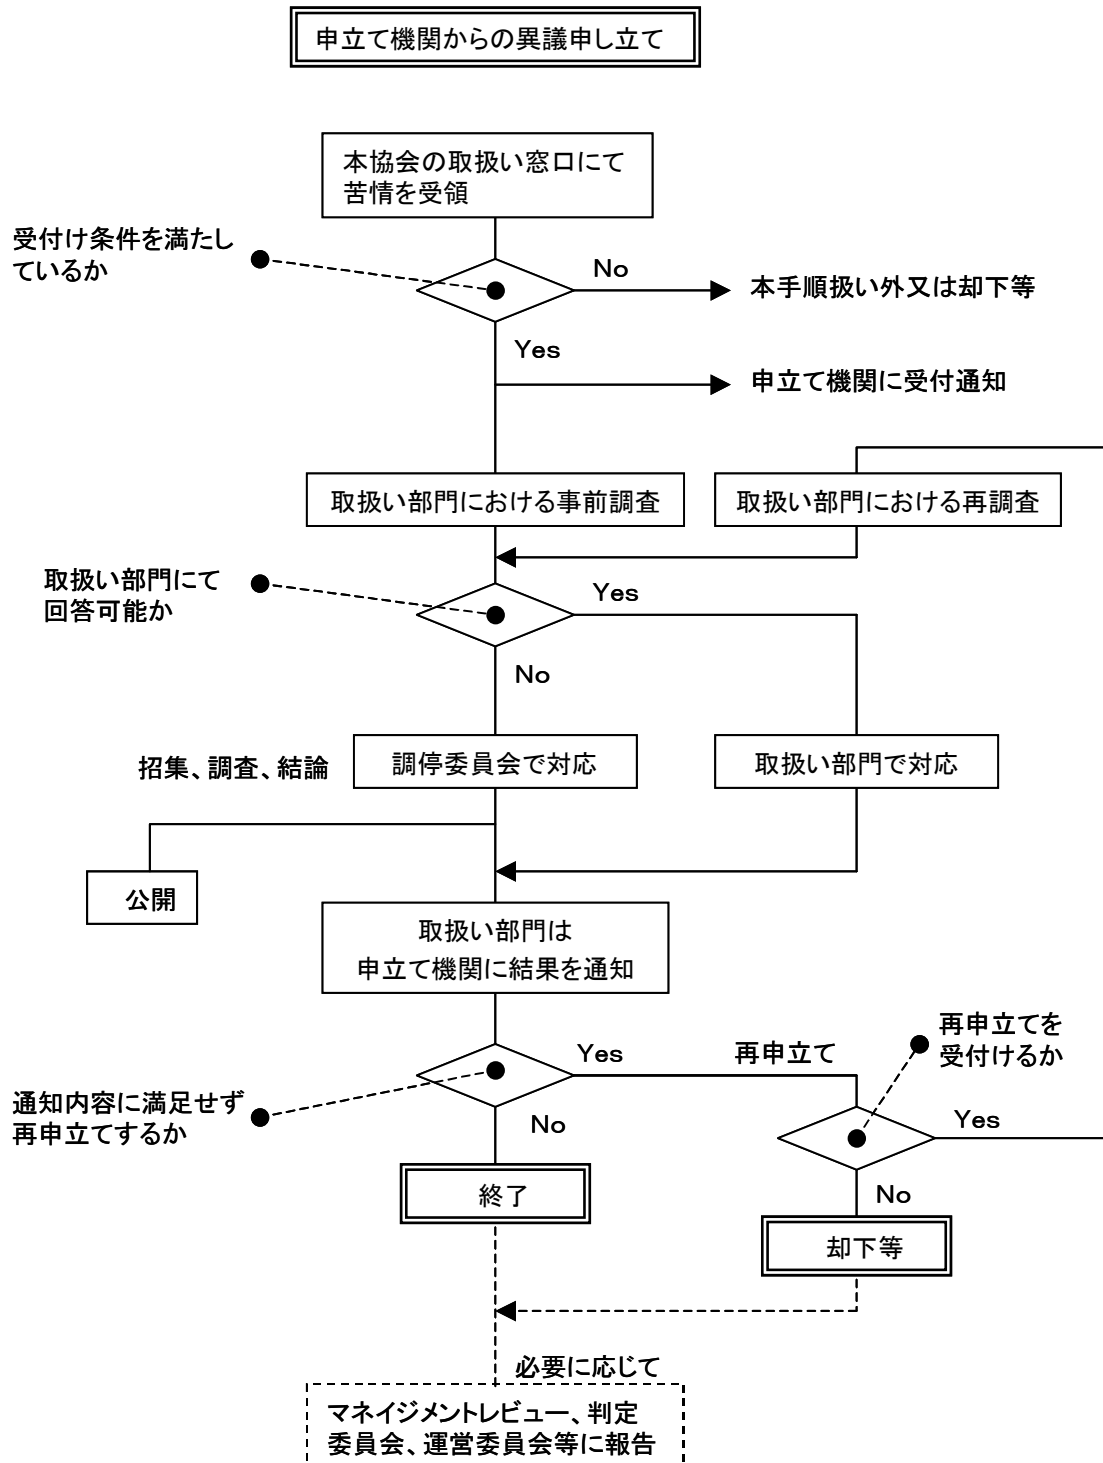 申立て機関からの異議申し立て
本協会の取扱い窓口にて
苦情を受領
受付け条件を満たし
ているか
No
本手順扱い外又は却下等
Yes
申立て機関に受付通知
取扱い部門における事前調査
取扱い部門における再調査
取扱い部門にて
回答可能か
Yes
No
招集、調査、結論
調停委員会で対応
取扱い部門で対応
公開
取扱い部門は
申立て機関に結果を通知
再申立てを
受付けるか
Yes
再申立て
通知内容に満足せず
再申立てするか
No
Yes
終了
No
却下等
必要に応じて
マネイジメントレビュー、判定
委員会、運営委員会等に報告